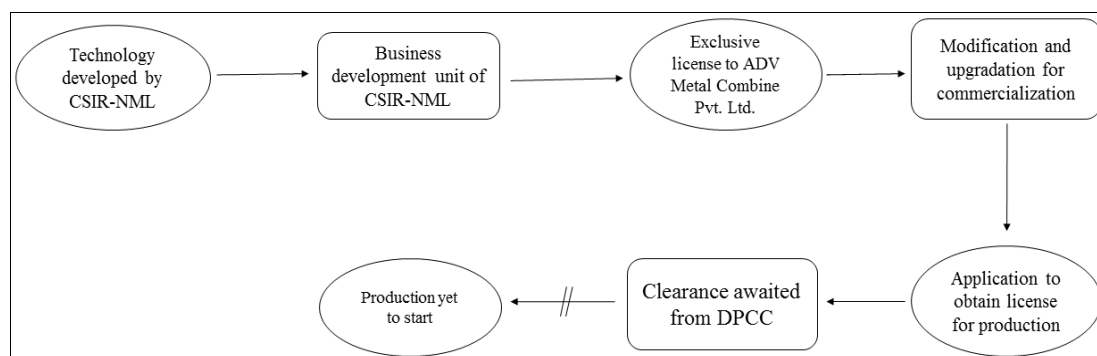 Technology
developed by
CSIR-NML
Business
development unit of
CSIR-NML
Exclusive
license to ADV
Metal Combine
Pvt. Ltd.
Modification and
upgradation for
commercialization
Application to
obtain license
for production
Clearance awaited
from DPCC
Production yet
to start